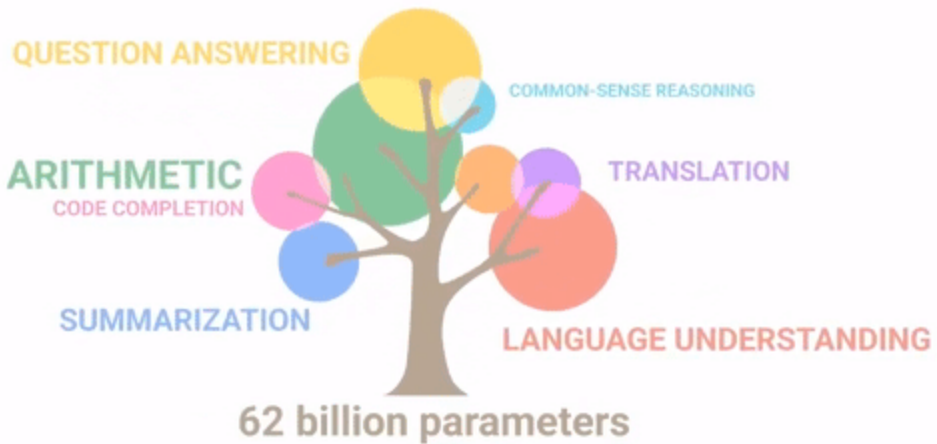 QUESTION ANSWERING
COMMON-SENSE REASONING
ARITHMETIC
TRANSLATION
CODE COMPLETION
SUMMARIZATION
LANGUAGE UNDERSTANDING
62 billion parameters